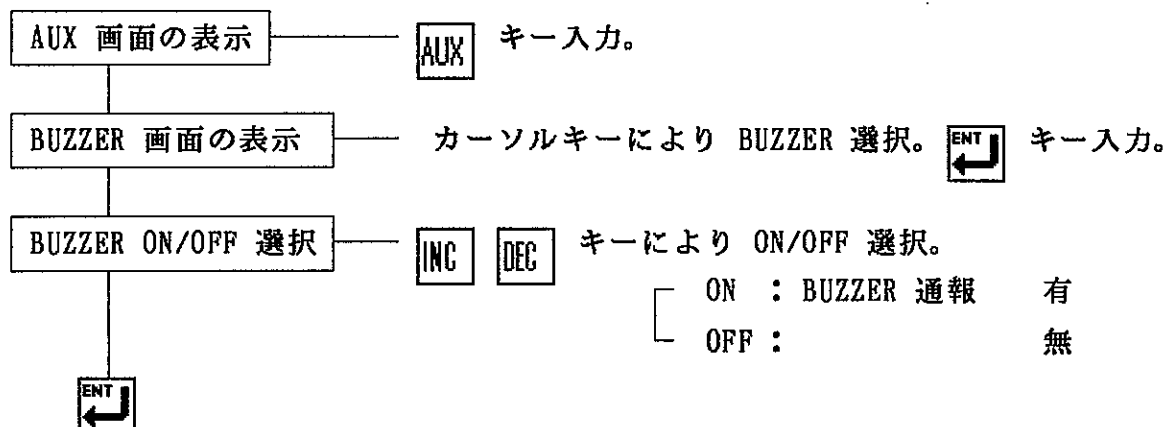 AUX 画面の表示 AUX キー入力。
BUZZER 画面の表示 カーソルキーにより BUZZER 選択。 ENT キー入力。
BUZZER ON/OFF 選択 INC DEC キーにより ON/OFF 選択。
ON : BUZZER 通報 有
OFF : 無
ENT